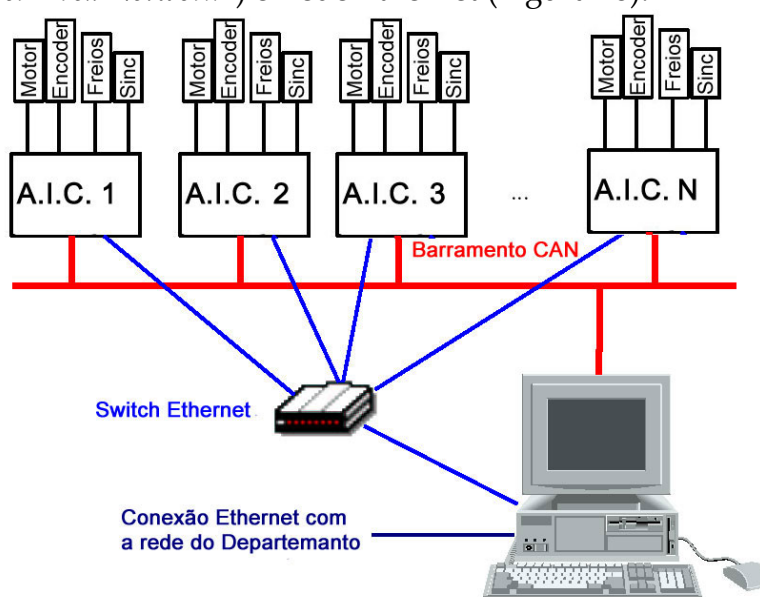 Motor Encoder Freios Sinc Motor Encoder Freios Sinc Motor Encoder Freios Sinc Motor Encoder Freios Sinc
A.I.C. 1 A.I.C. 2 A.I.C. 3 ... A.I.C. N
Barramento CAN
Switch Ethernet
Conexão Ethernet com
a rede do Departemanto